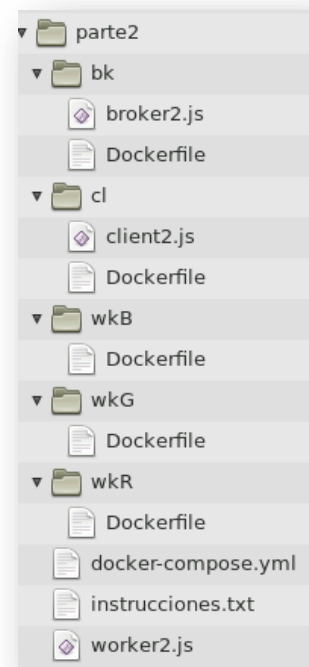 parte2
bk
broker2.js
Dockerfile
cl
client2.js
Dockerfile
wkB
Dockerfile
wkG
Dockerfile
wkR
Dockerfile
docker-compose.yml
instrucciones.txt
worker2.js